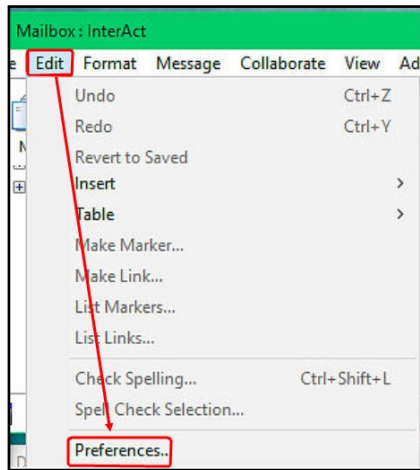 Mailbox : InterAct
e Edit Format Message Collaborate View Ad
Undo Ctrl+Z
Redo Ctrl+Y
Revert to Saved
Insert >
Table >
Make Marker...
Make Link...
List Markers...
List Links...
Check Spelling... Ctrl+Shift+L
Spell Check Selection...
Preferences...